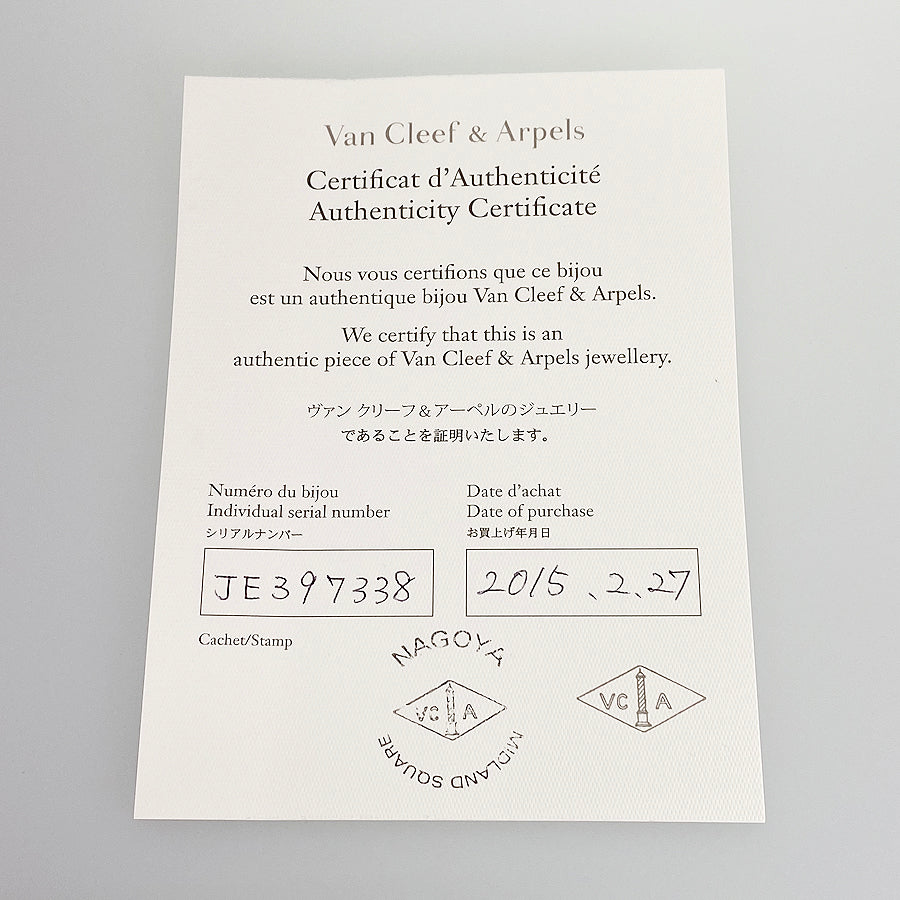 Van Cleef & Arpels
Certificat d'Authenticité
Authenticity Certificate
Nous vous certifions que ce bijou
est un authentique bijou Van Cleef & Arpels.
We certify that this is an
authentic piece of Van Cleef & Arpels jewellery.
ヴァン クリーフ＆アーペルのジュエリー
であることを証明いたします。
Numéro du bijou
Individual serial number
シリアルナンバー
JE397338
Date d'achat
Date of purchase
お買上げ年月日
2015、2、27
Cachet/Stamp
NAGOYA
VC A
MIDLAND SQUARE
VC A